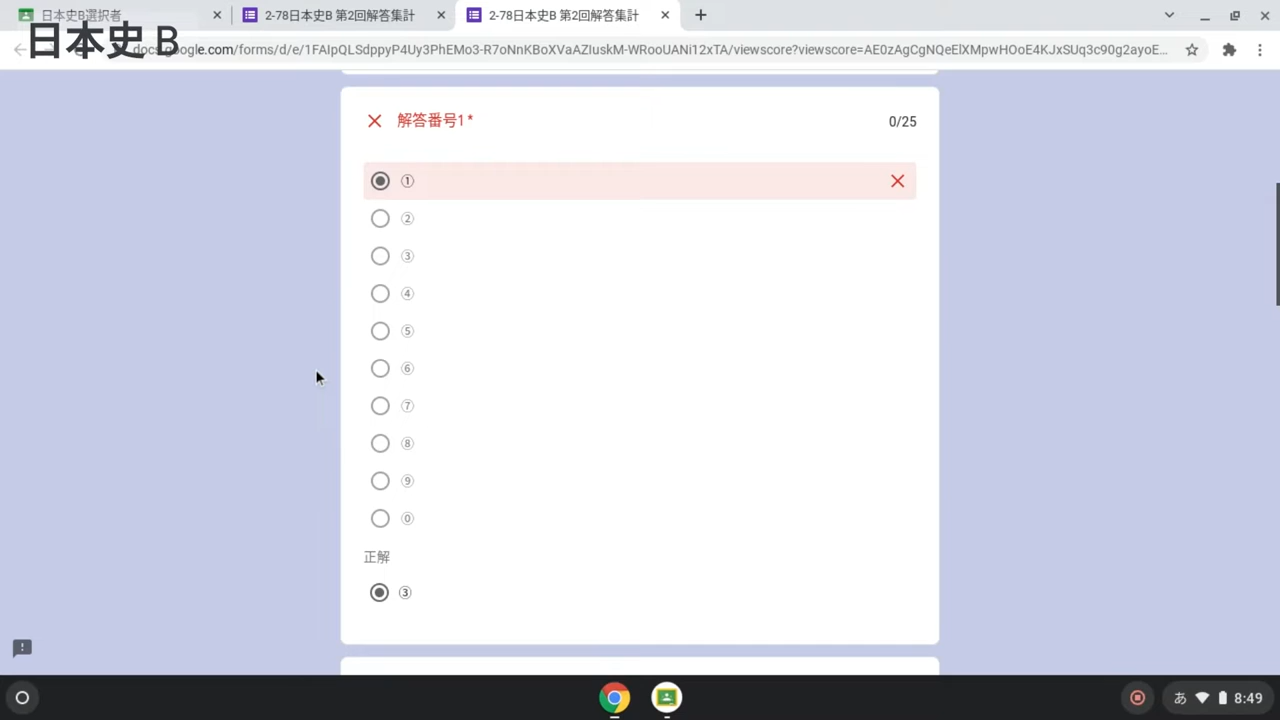 日本史B選択者
2-78日本史B 第2回解答集計
2-78日本史B 第2回解答集計
日本史 B
docs.google.com/forms/d/e/1FAIpQLSdppyP4Uy3PhEMo3-R7oNnKBoXVaAZIuskM-WRooUANi12xTA/viewscore?viewscore=AE0zAgCgNQeElXMpwHOoE4KJxSUq3c90g2ayoE...
解答番号1 *
0/25
①
②
③
④
⑤
⑥
⑦
⑧
⑨
⓪
正解
③
あ
8:49